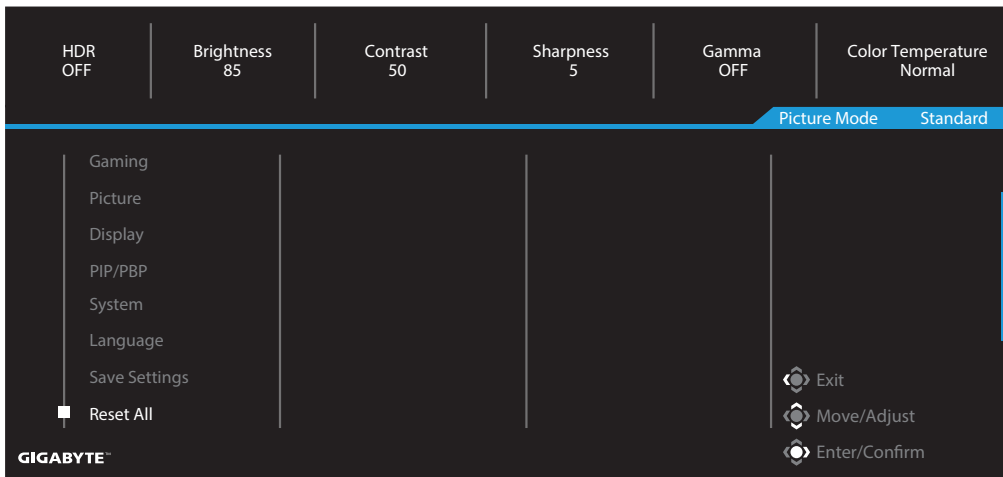 HDR
OFF
Brightness
85
Contrast
50
Sharpness
5
Gamma
OFF
Color Temperature
Normal
Picture Mode Standard
Gaming
Picture
Display
PIP/PBP
System
Language
Save Settings
Reset All
Exit
Move/Adjust
Enter/Confirm
GIGABYTE™